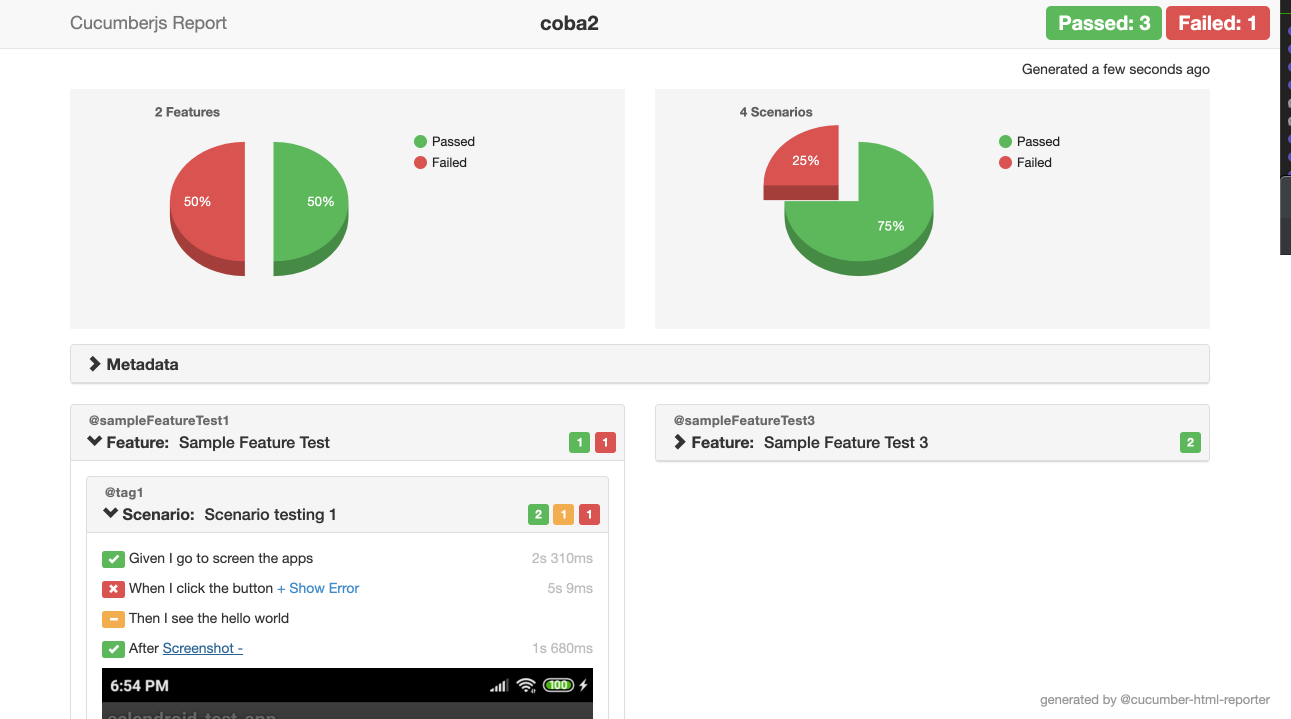 Cucumberjs Report
coba2
Passed: 3 Failed: 1
Generated a few seconds ago
2 Features
50%
50%
Passed
Failed
4 Scenarios
25%
75%
Passed
Failed
Metadata
@sampleFeatureTest1
Feature: Sample Feature Test
1 1
@tag1
Scenario: Scenario testing 1
2 1 1
Given I go to screen the apps 2s 310ms
When I click the button + Show Error 5s 9ms
Then I see the hello world
After Screenshot - 1s 680ms
6:54 PM 100
selendroid-test-app
@sampleFeatureTest3
Feature: Sample Feature Test 3
2
generated by @cucumber-html-reporter